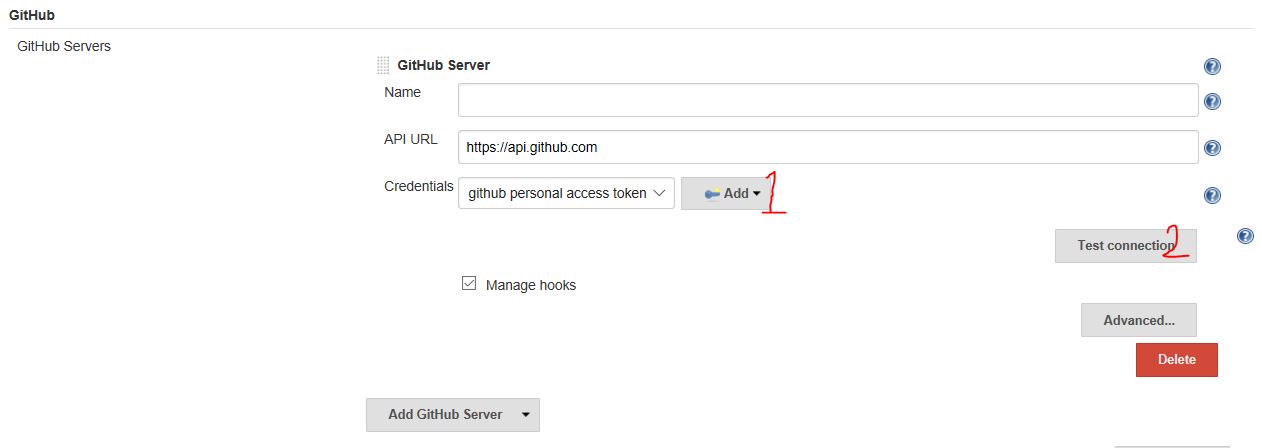 GitHub
GitHub Servers
GitHub Server
Name
API URL https://api.github.com
Credentials github personal access token Add 1
Test connection 2
Manage hooks
Advanced...
Delete
Add GitHub Server